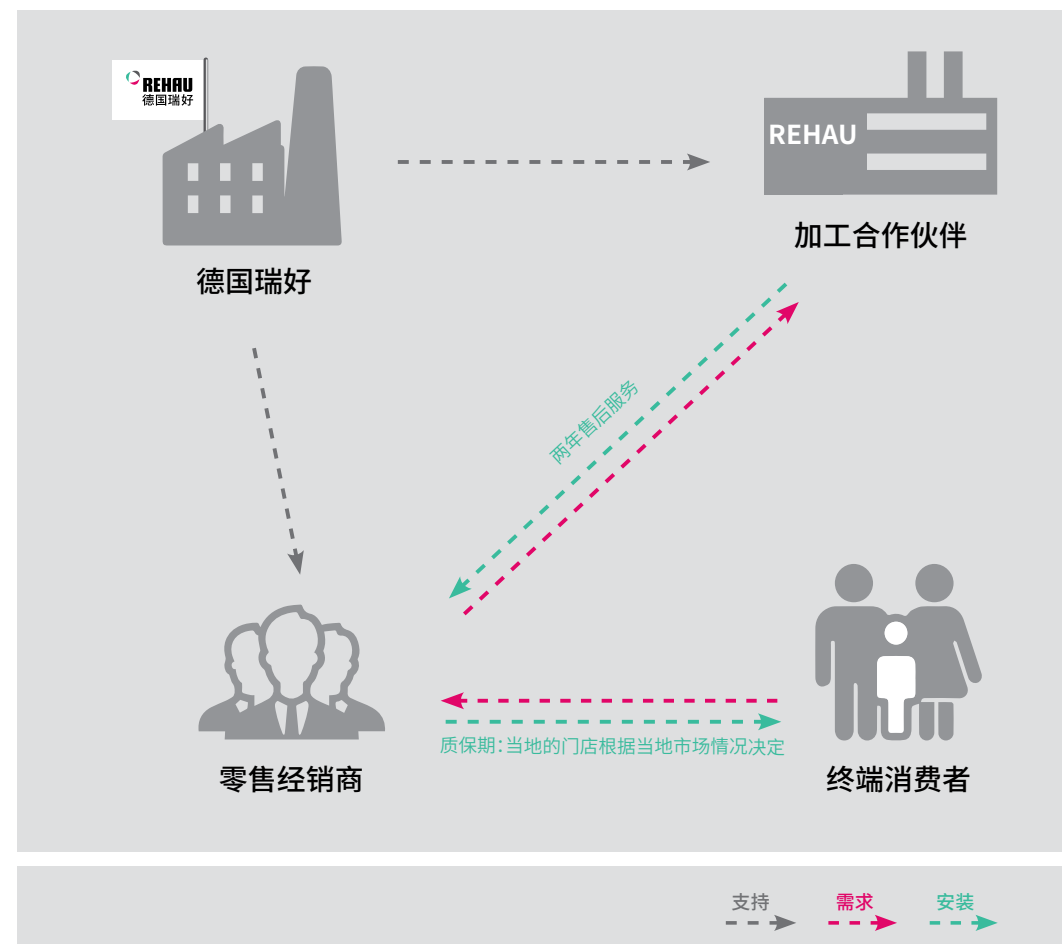 REHAU
德国瑞好
REHAU
加工合作伙伴
德国瑞好
两年售后服务
质保期:当地的门店根据当地市场情况决定
零售经销商
终端消费者
支持
需求
安装